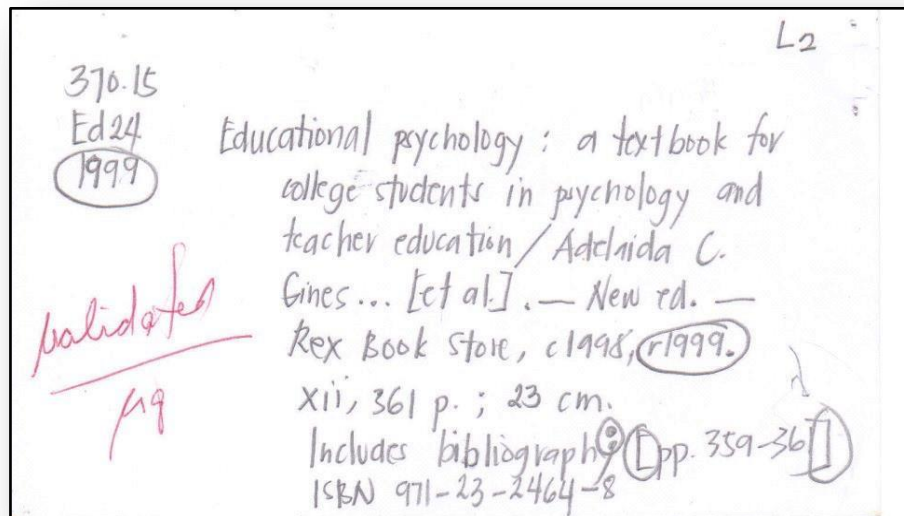 L2
370.15
Ed24
1999
Educational psychology : a textbook for
college students in psychology and
teacher education / Adelaida C.
Gines... [et al.] . — New ed. —
Rex Book Store, c1998, r1999.
xii, 361 p. ; 23 cm.
Includes bibliography: [pp. 359-361]
ISBN 971-23-2464-8
validated